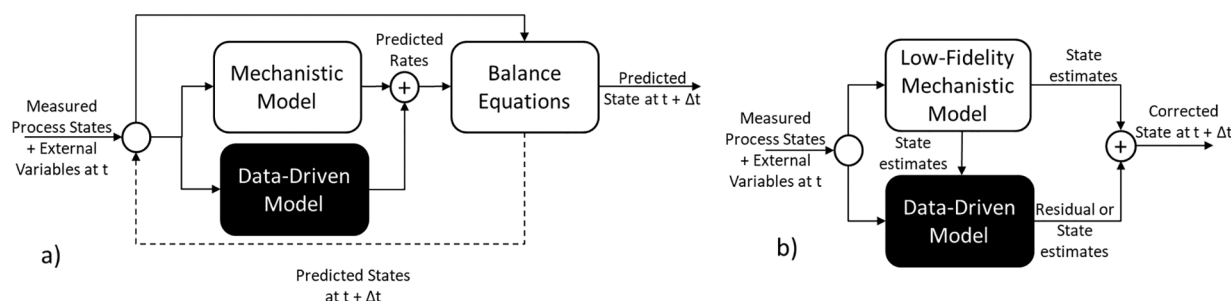 Measured
Process States
+ External
Variables at t
Mechanistic
Model
Data-Driven
Model
Predicted
Rates
+
Balance
Equations
Predicted
State at t + Δt
Predicted States
at t + Δt
a)
Measured
Process States
+ External
Variables at t
Low-Fidelity
Mechanistic
Model
State
estimates
State
estimates
Data-Driven
Model
Residual or
State
estimates
+
Corrected
State at t + Δt
b)